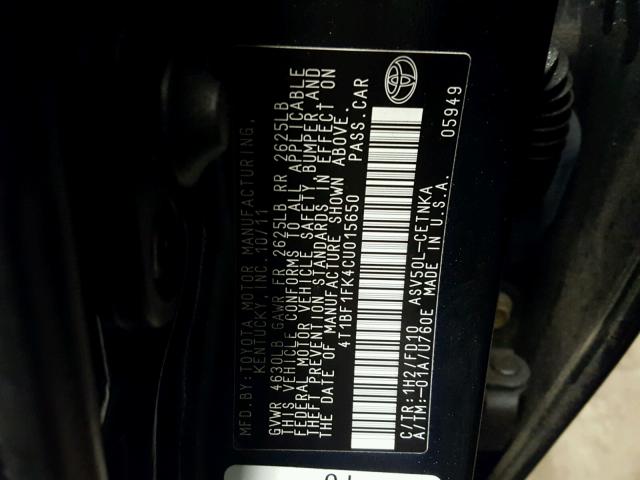 MFD.BY:TOYOTA MOTOR MANUFACTURING,
KENTUCKY, INC. 10/11
GVWR 4630LB GAWR FR 2625LB RR 2625LB
THIS VEHICLE CONFORMS TO ALL APPLICABLE
FEDERAL MOTOR VEHICLE SAFETY, BUMPER, AND
THEFT PREVENTION STANDARDS IN EFFECT ON
THE DATE OF MANUFACTURE SHOWN ABOVE.
4T1BF1FK4CU015650 PASS.CAR
C/TR:1H2/FD10 ASV50L-CETNKA
A/TM:-01A/U760E MADE IN U.S.A.
05949